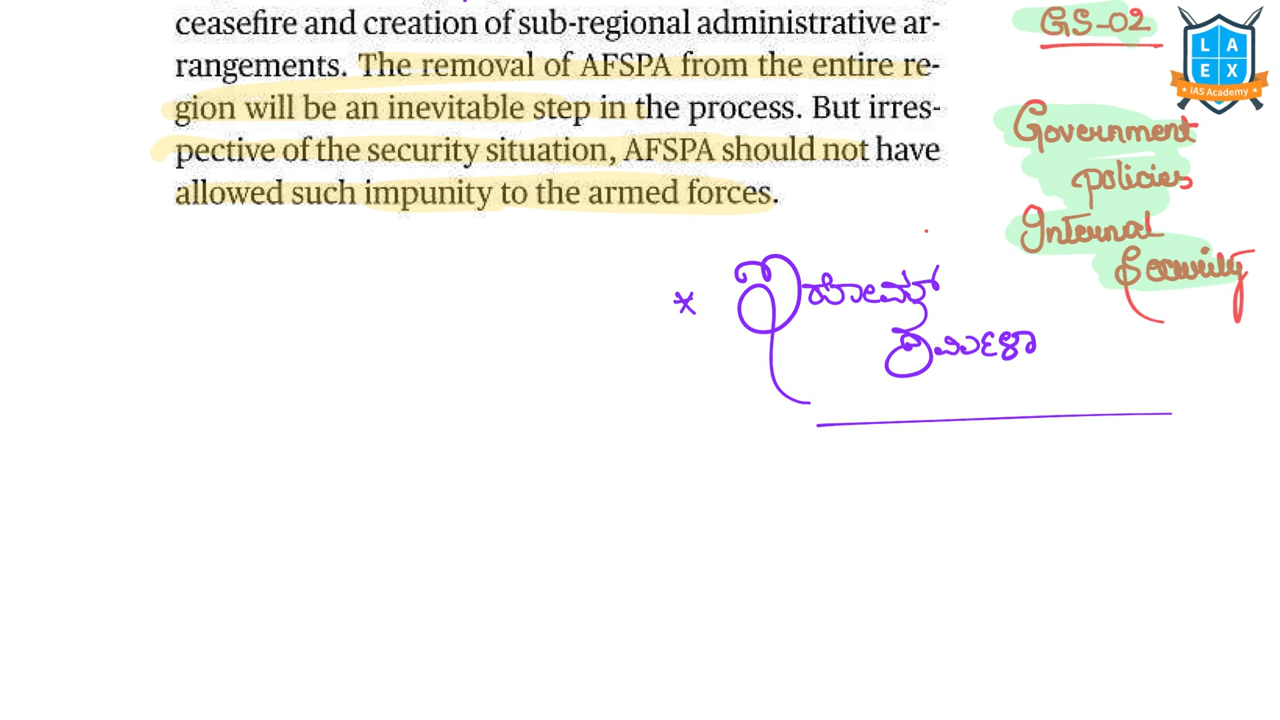 ceasefire and creation of sub-regional administrative ar-
rangements. The removal of AFSPA from the entire re-
gion will be an inevitable step in the process. But irres-
pective of the security situation, AFSPA should not have
allowed such impunity to the armed forces.
GS-02
L A
E X
IAS Academy
Government
policies
Internal
Security
* ಇರೋಮ್
ಶರ್ಮಿಳಾ